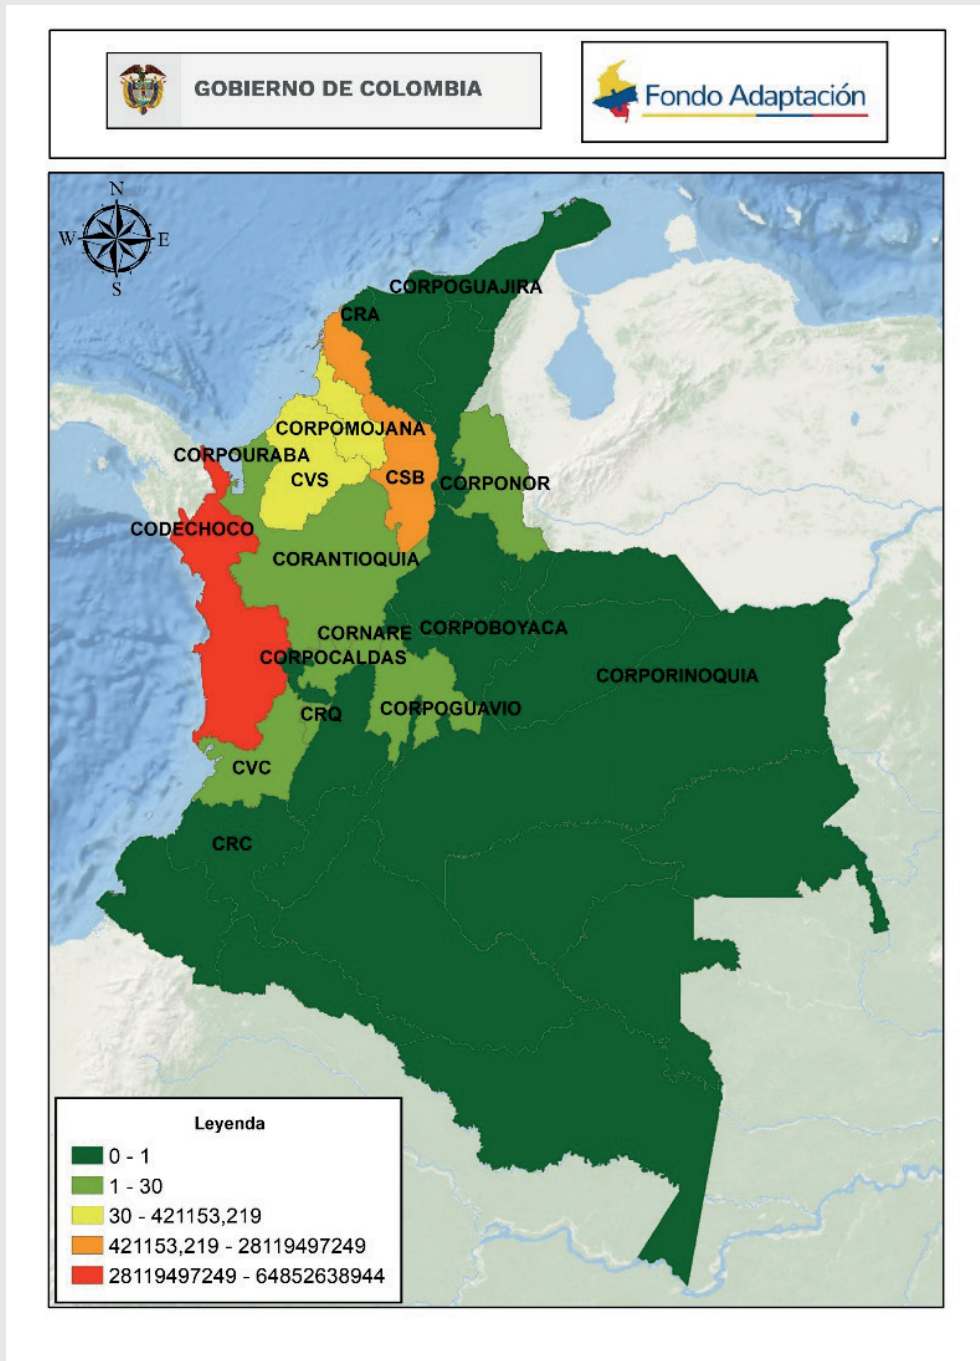 GOBIERNO DE COLOMBIA
Fondo Adaptación
N
W
E
S
CORPOGUAJIRA
CRA
CORPOMOJANA
CORPOURABA
CVS
CSB
CORPONOR
CODECHOCO
CORANTIOQUIA
CORNARE
CORPOBOYACA
CORPOCALDAS
CORPORINOQUIA
CRQ
CORPOGUAVIO
CVC
CRC
Leyenda
0 - 1
1 - 30
30 - 421153,219
421153,219 - 28119497249
28119497249 - 64852638944